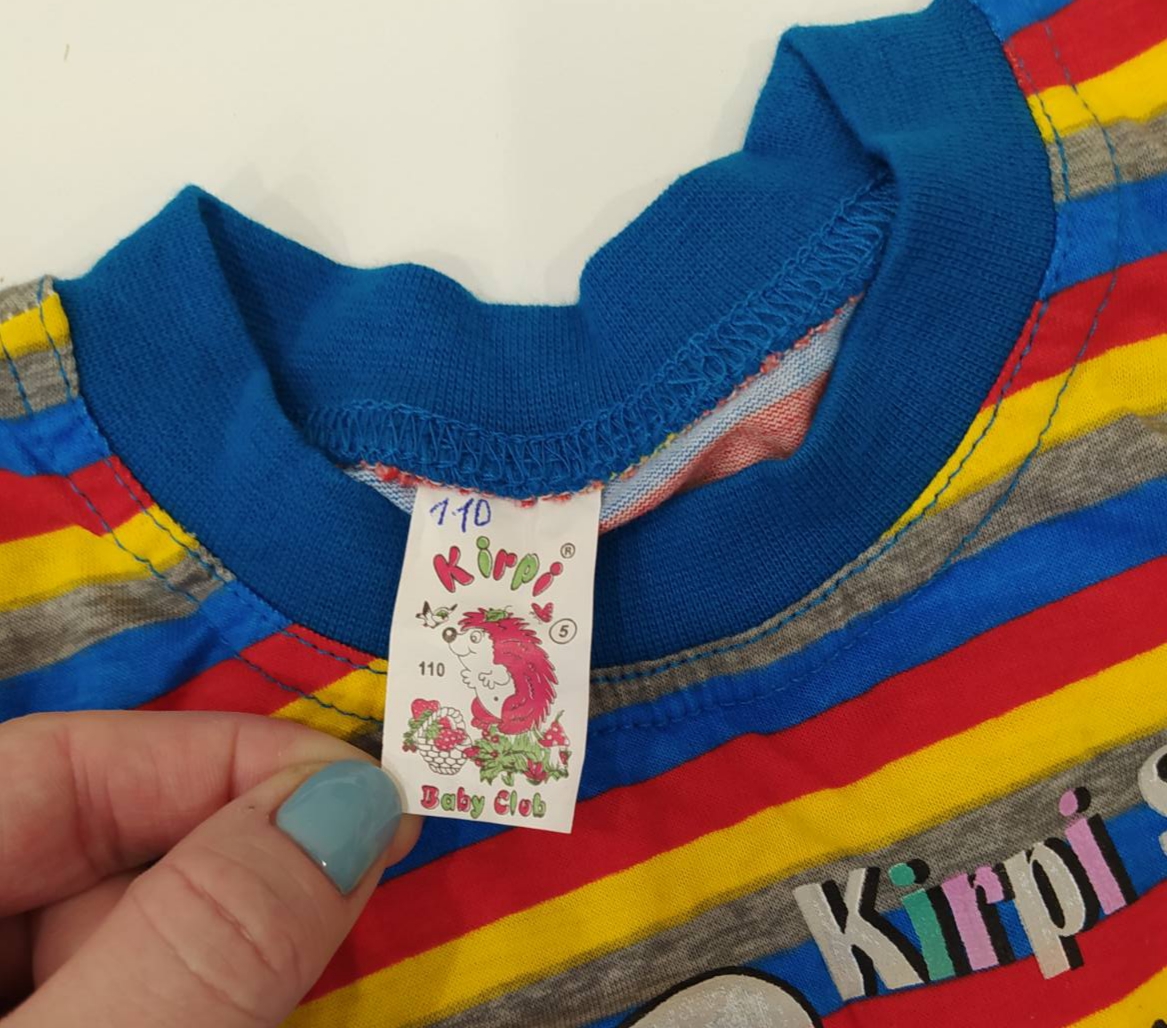 110
Kirpi ®
5
110
Baby Club
Kirpi S